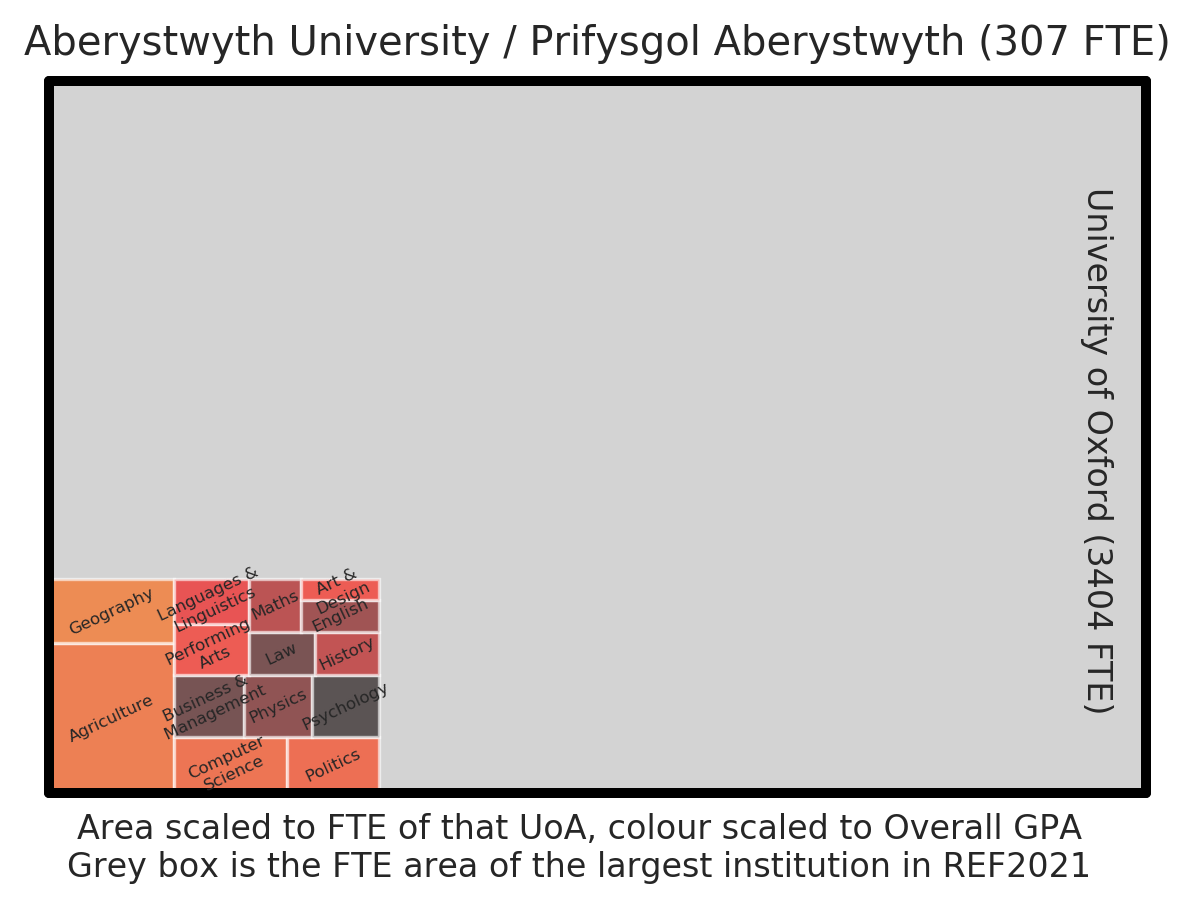 Aberystwyth University / Prifysgol Aberystwyth (307 FTE)
University of Oxford (3404 FTE)
Geography
Languages &
Linguistics
Maths
Art &
Design
English
Performing
Arts
Law
History
Agriculture
Business &
Management
Physics
Psychology
Computer
Science
Politics
Area scaled to FTE of that UoA, colour scaled to Overall GPA
Grey box is the FTE area of the largest institution in REF2021